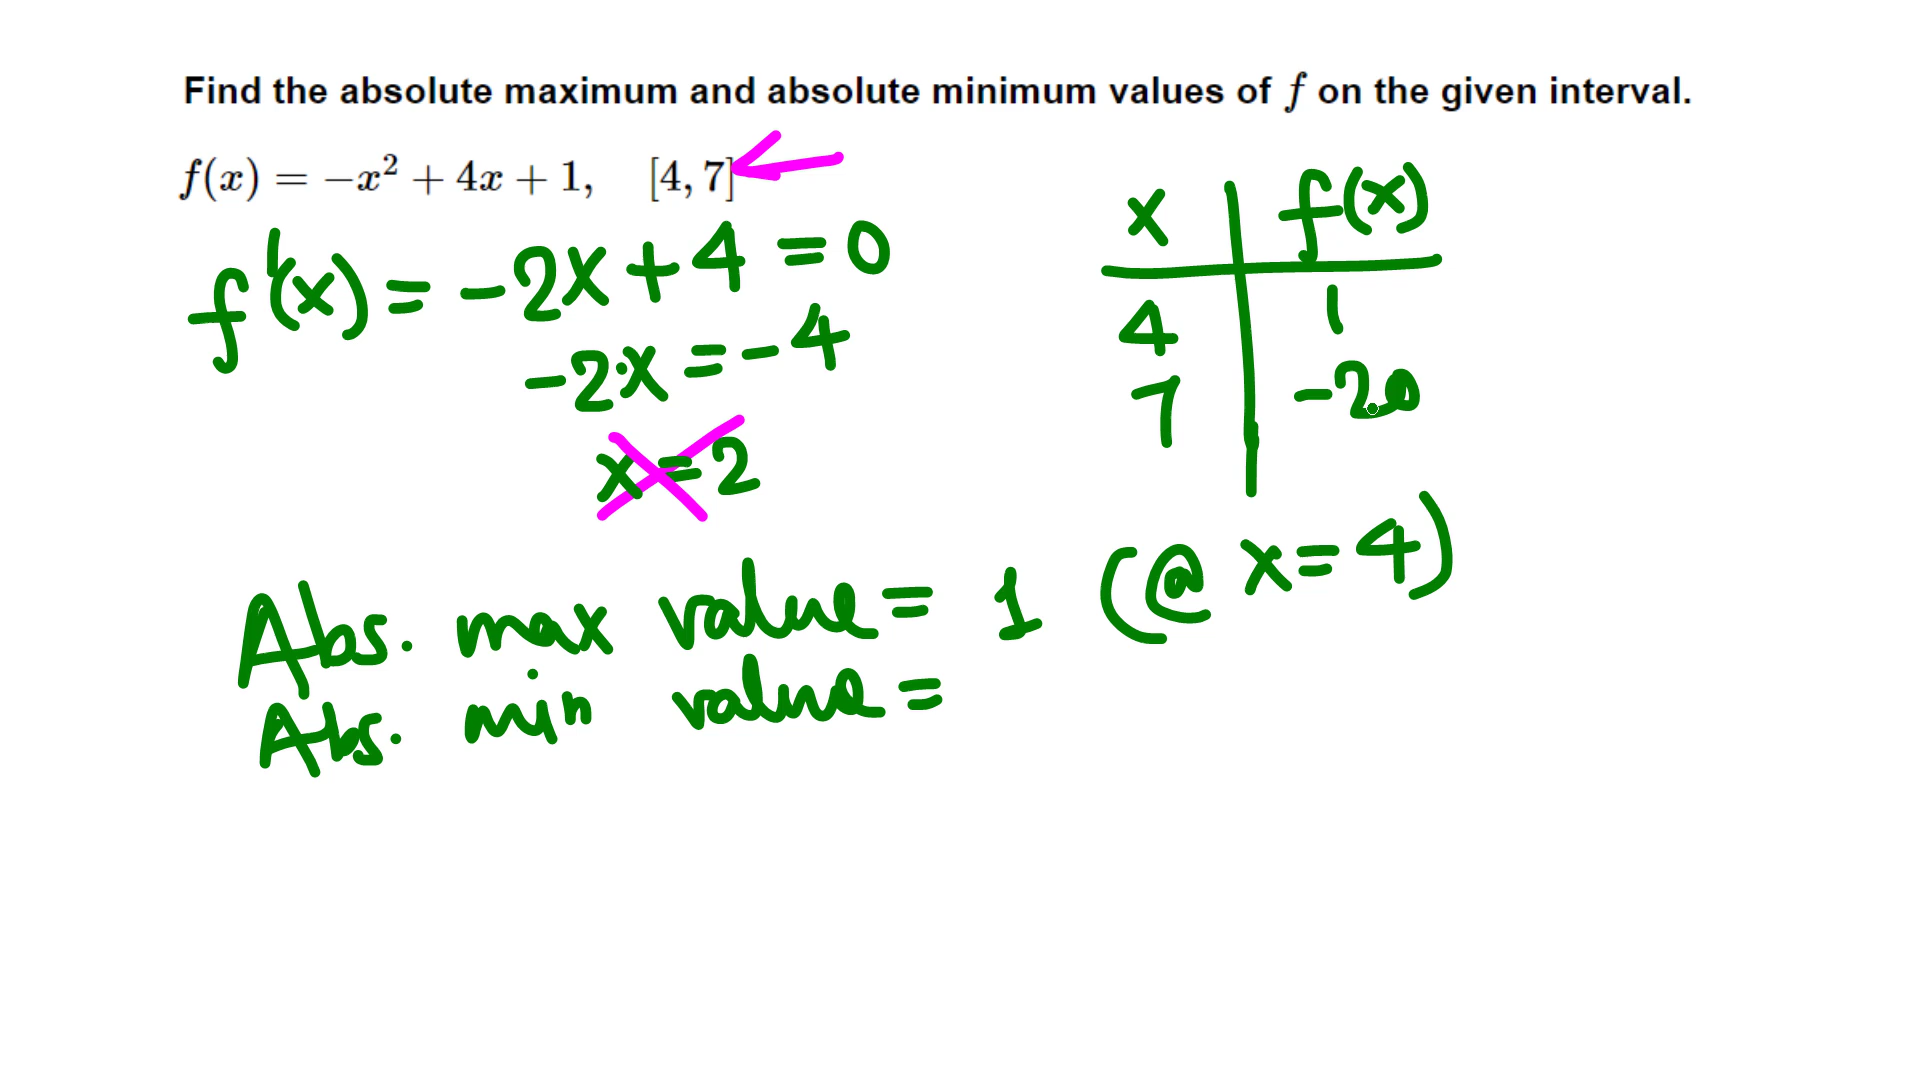 Find the absolute maximum and absolute minimum values of f on the given interval.
f(x) = −x² + 4x + 1, [4, 7]
f'(x) = -2x + 4 = 0
-2·x = -4
x = 2
x | f(x)
4 | 1
7 | -20
Abs. max value = 1 (@ x = 4)
Abs. min value =